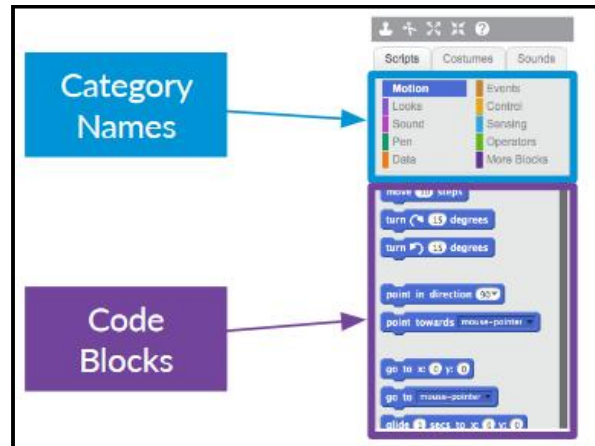 Scripts Costumes Sounds
Category
Names
Motion Events
Looks Control
Sound Sensing
Pen Operators
Data More Blocks
move 10 steps
turn 15 degrees
turn 15 degrees
Code
Blocks
point in direction 90
point towards mouse-pointer
go to x: 0 y: 0
go to mouse-pointer
glide 1 secs to x: 0 y: 0